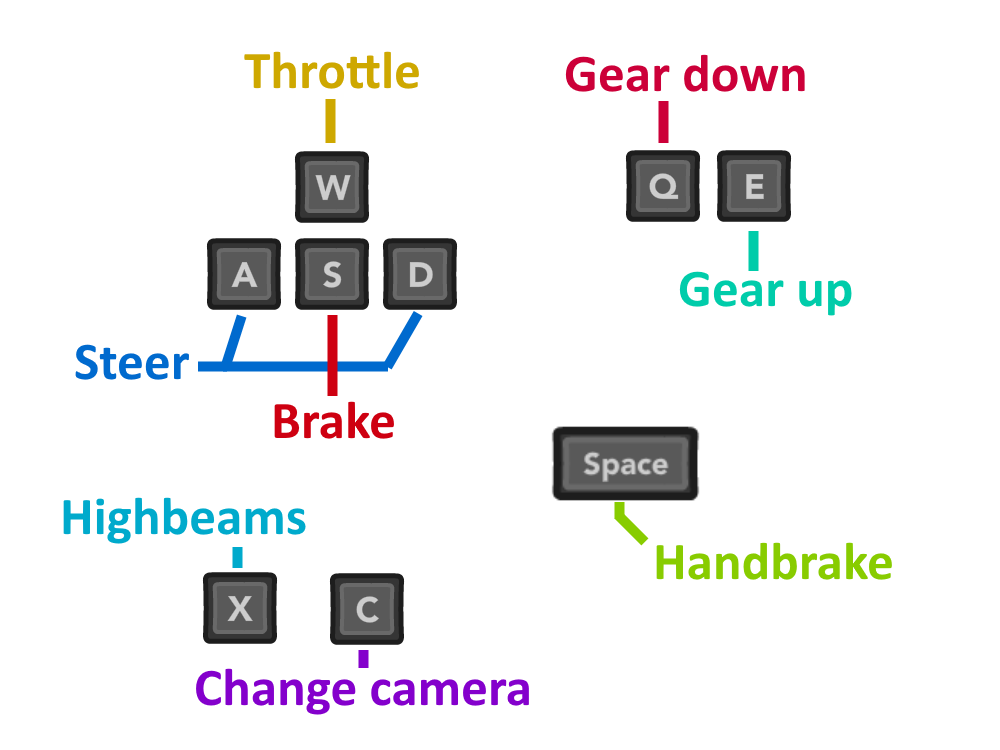 Throttle
Gear down
W
Q E
A S D
Gear up
Steer
Brake
Space
Highbeams
Handbrake
X C
Change camera